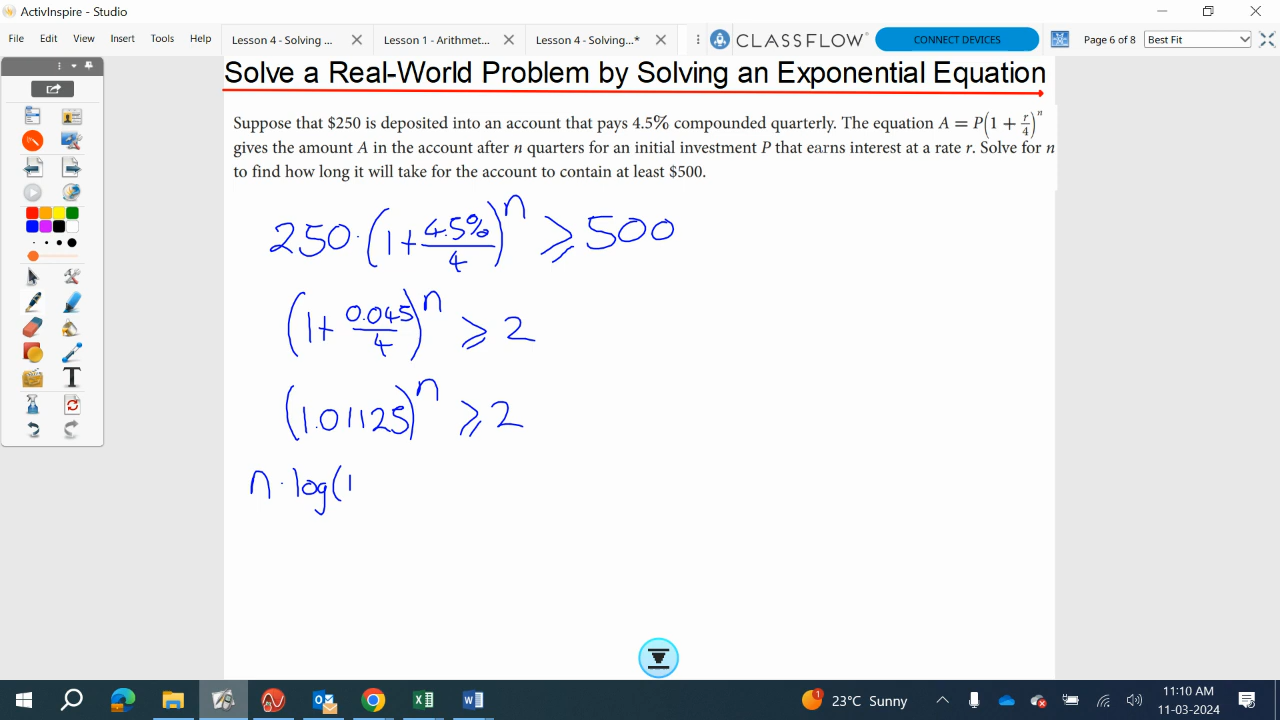 ActivInspire - Studio
File Edit View Insert Tools Help
Lesson 4 - Solving ...
Lesson 1 - Arithmet...
Lesson 4 - Solving...*
CLASSFLOW
CONNECT DEVICES
Page 6 of 8
Best Fit
Solve a Real-World Problem by Solving an Exponential Equation
Suppose that $250 is deposited into an account that pays 4.5% compounded quarterly. The equation A = P(1 + r/4)^n
gives the amount A in the account after n quarters for an initial investment P that earns interest at a rate r. Solve for n
to find how long it will take for the account to contain at least $500.
250·(1+4.5%/4)^n ⩾ 500
(1+0.045/4)^n ⩾ 2
(1.01125)^n ⩾ 2
n·log(1
T
1
23°C Sunny
11:10 AM
11-03-2024